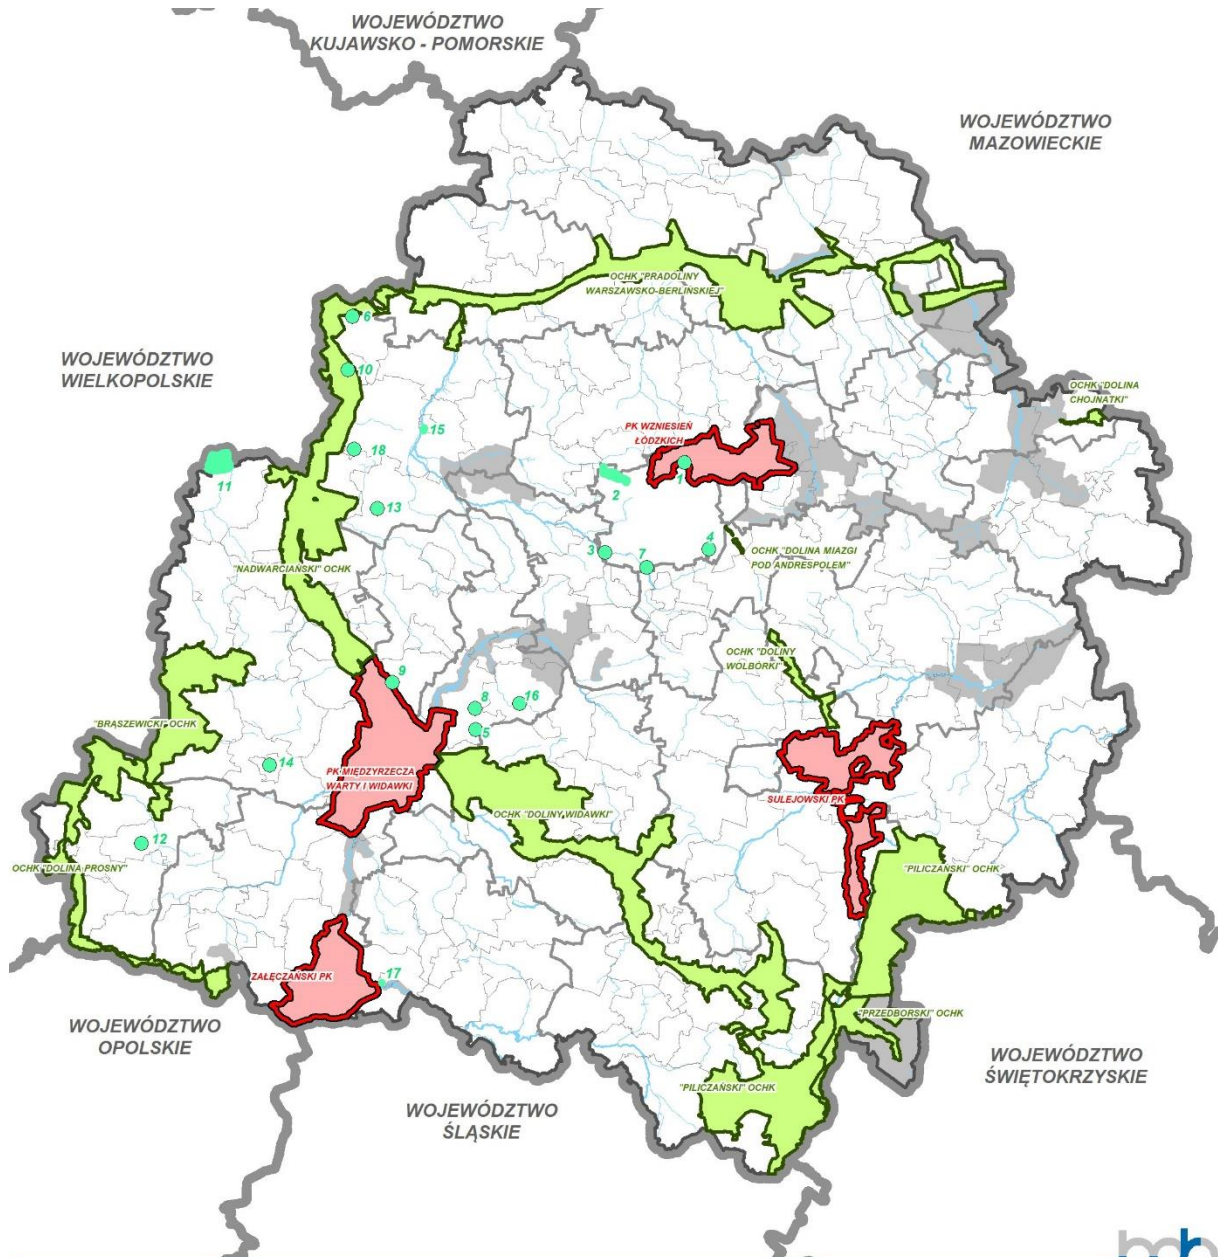 WOJEWÓDZTWO
KUJAWSKO - POMORSKIE
WOJEWÓDZTWO
MAZOWIECKIE
OCHK "PRADOLINY
WARSZAWSKO-BERLIŃSKIEJ"
6
WOJEWÓDZTWO
WIELKOPOLSKIE
10
OCHK "DOLINA
CHOJNATKI"
15
PK WZNIESIEŃ
ŁÓDZKICH
18
1
11
2
13
3
4
7
OCHK "DOLINA MIAZGI
POD ANDRESPOLEM"
"NADWARCIAŃSKI" OCHK
OCHK "DOLINY
WOLBÓRKI"
9
8
16
5
"BRĄSZEWICKI" OCHK
14
PK MIĘDZYRZECZA
WARTY I WIDAWKI
SULEJOWSKI PK
OCHK "DOLINY WIDAWKI"
12
OCHK "DOLINA PROSNY"
"PILICZAŃSKI" OCHK
ZAŁĘCZAŃSKI PK
17
"PRZEDBORSKI" OCHK
WOJEWÓDZTWO
OPOLSKIE
WOJEWÓDZTWO
ŚWIĘTOKRZYSKIE
"PILICZAŃSKI" OCHK
WOJEWÓDZTWO
ŚLĄSKIE